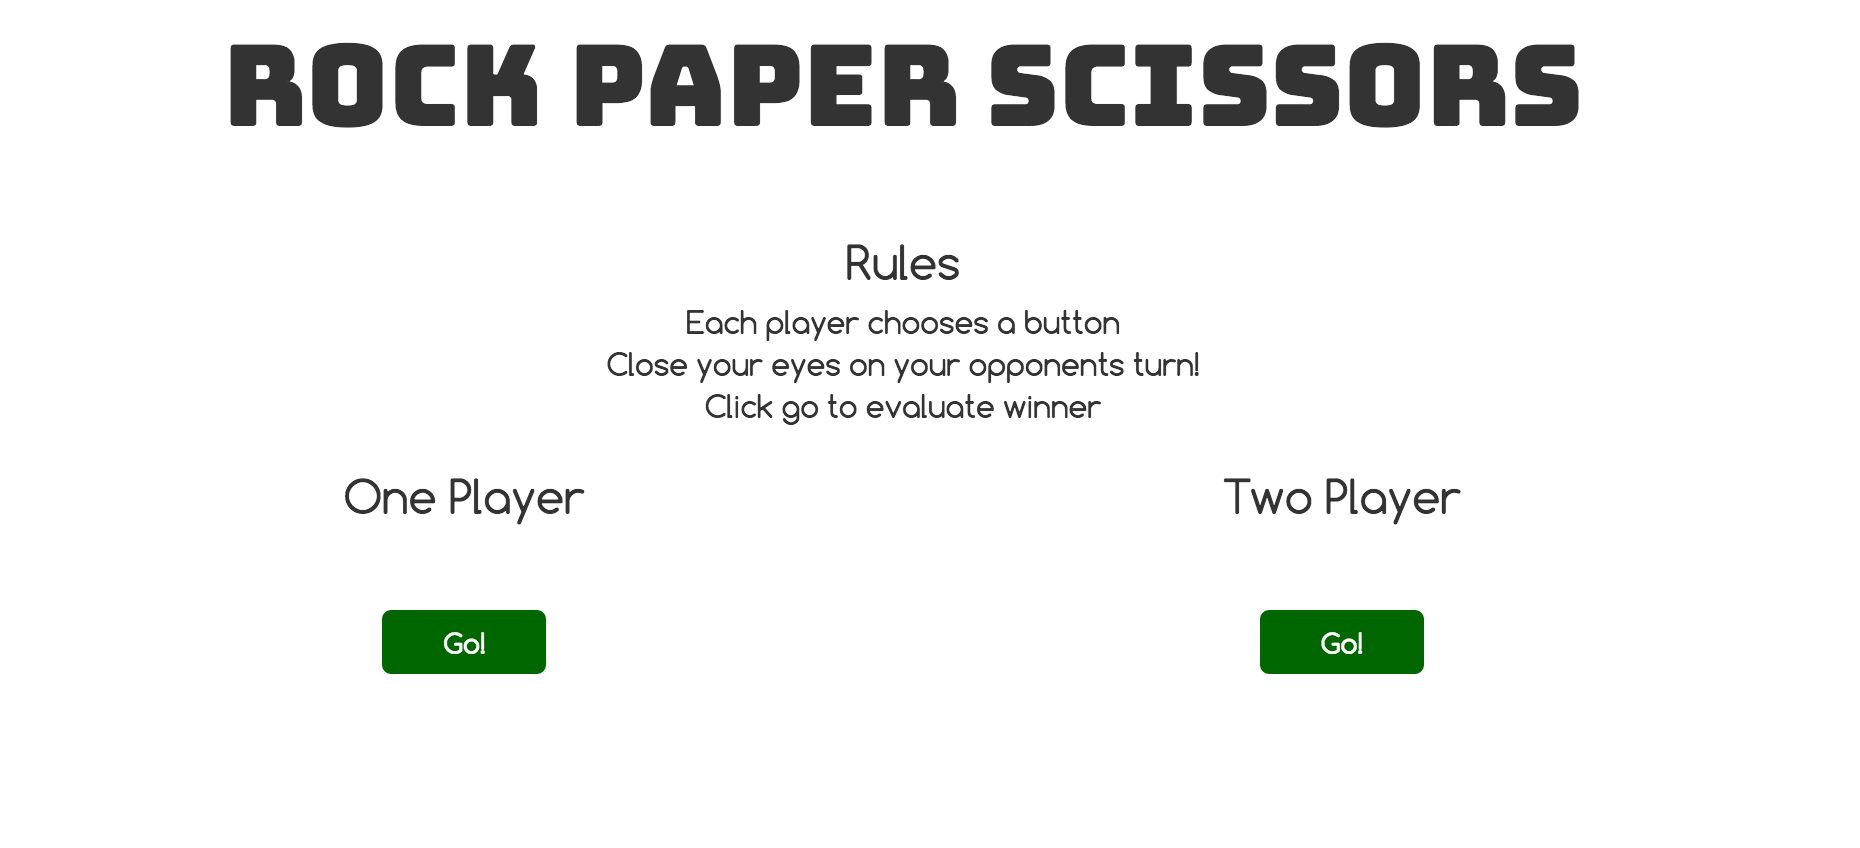 ROCK PAPER SCISSORS
Rules
Each player chooses a button
Close your eyes on your opponents turn!
Click go to evaluate winner
One Player
Two Player
Go!
Go!